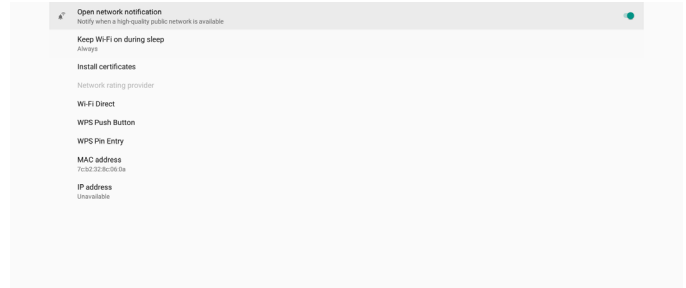 Open network notification
Notify when a high-quality public network is available
Keep Wi-Fi on during sleep
Always
Install certificates
Network rating provider
Wi-Fi Direct
WPS Push Button
WPS Pin Entry
MAC address
7c:b2:32:8c:06:0a
IP address
Unavailable